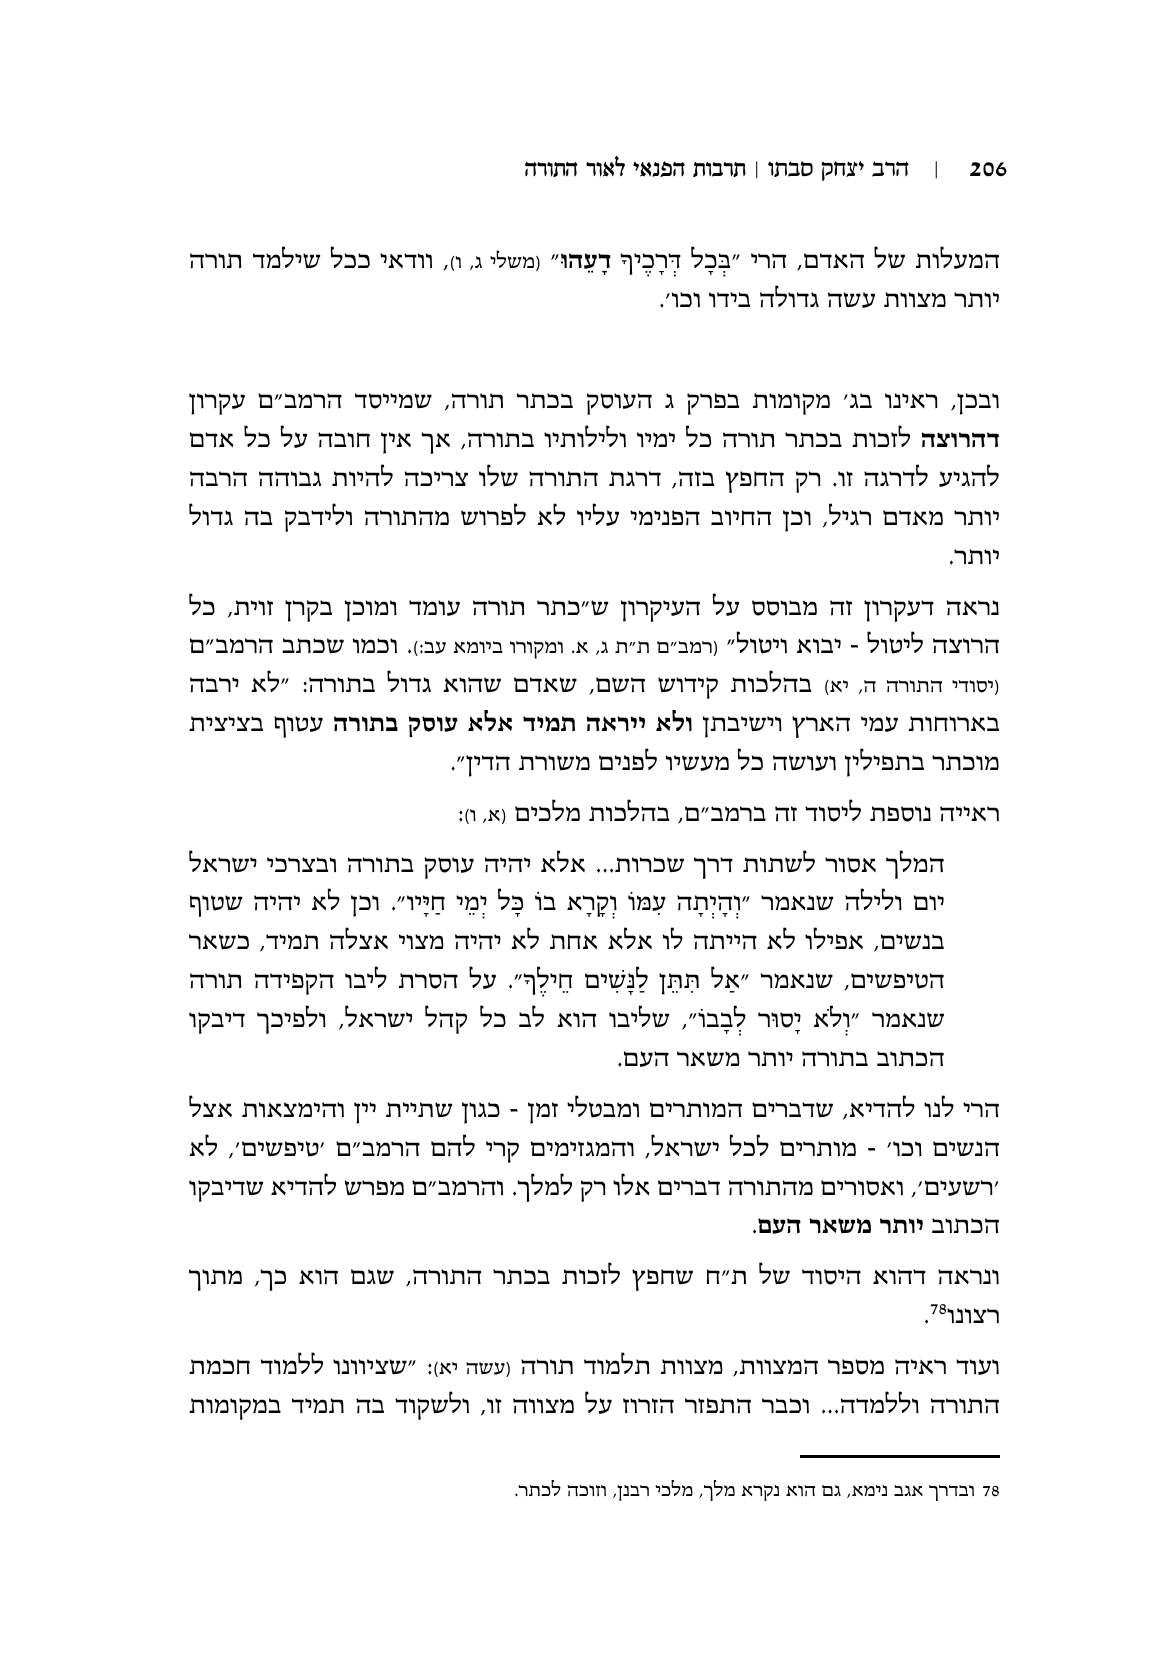 206 | הרב יצחק סבתו | תרבות הפנאי לאור התורה
המעלות של האדם, הרי ״בְּכָל דְּרָכֶיךָ דָעֵהוּ״ (משלי ג, ו), וודאי ככל שילמד תורה
יותר מצוות עשה גדולה בידו וכו׳.
ובכן, ראינו בג׳ מקומות בפרק ג העוסק בכתר תורה, שמייסד הרמב״ם עקרון
דהרוצה לזכות בכתר תורה כל ימיו ולילותיו בתורה, אך אין חובה על כל אדם
להגיע לדרגה זו. רק החפץ בזה, דרגת התורה שלו צריכה להיות גבוהה הרבה
יותר מאדם רגיל, וכן החיוב הפנימי עליו לא לפרוש מהתורה ולידבק בה גדול
יותר.
נראה דעקרון זה מבוסס על העיקרון ש״כתר תורה עומד ומוכן בקרן זוית, כל
הרוצה ליטול - יבוא ויטול״ (רמב״ם ת״ת ג, א. ומקורו ביומא עב:). וכמו שכתב הרמב״ם
(יסודי התורה ה, יא) בהלכות קידוש השם, שאדם שהוא גדול בתורה: ״לא ירבה
בארוחות עמי הארץ וישיבתן ולא ייראה תמיד אלא עוסק בתורה עטוף בציצית
מוכתר בתפילין ועושה כל מעשיו לפנים משורת הדין״.
ראייה נוספת ליסוד זה ברמב״ם, בהלכות מלכים (א, ו):
המלך אסור לשתות דרך שכרות... אלא יהיה עוסק בתורה ובצרכי ישראל
יום ולילה שנאמר ״וְהָיְתָה עִמּוֹ וְקָרָא בוֹ כָּל יְמֵי חַיָּיו״. וכן לא יהיה שטוף
בנשים, אפילו לא הייתה לו אלא אחת לא יהיה מצוי אצלה תמיד, כשאר
הטיפשים, שנאמר ״אַל תִּתֵּן לַנָּשִׁים חֵילֶךָ״. על הסרת ליבו הקפידה תורה
שנאמר ״וְלֹא יָסוּר לְבָבוֹ״, שליבו הוא לב כל קהל ישראל, ולפיכך דיבקו
הכתוב בתורה יותר משאר העם.
הרי לנו להדיא, שדברים המותרים ומבטלי זמן - כגון שתיית יין והימצאות אצל
הנשים וכו׳ - מותרים לכל ישראל, והמגזימים קרי להם הרמב״ם ׳טיפשים׳, לא
׳רשעים׳, ואסורים מהתורה דברים אלו רק למלך. והרמב״ם מפרש להדיא שדיבקו
הכתוב יותר משאר העם.
ונראה דהוא היסוד של ת״ח שחפץ לזכות בכתר התורה, שגם הוא כך, מתוך
רצונו78.
ועוד ראיה מספר המצוות, מצוות תלמוד תורה (עשה יא): ״שציוונו ללמוד חכמת
התורה וללמדה... וכבר התפזר הזרוז על מצווה זו, ולשקוד בה תמיד במקומות
78 ובדרך אגב נימא, גם הוא נקרא מלך, מלכי רבנן, וזוכה לכתר.